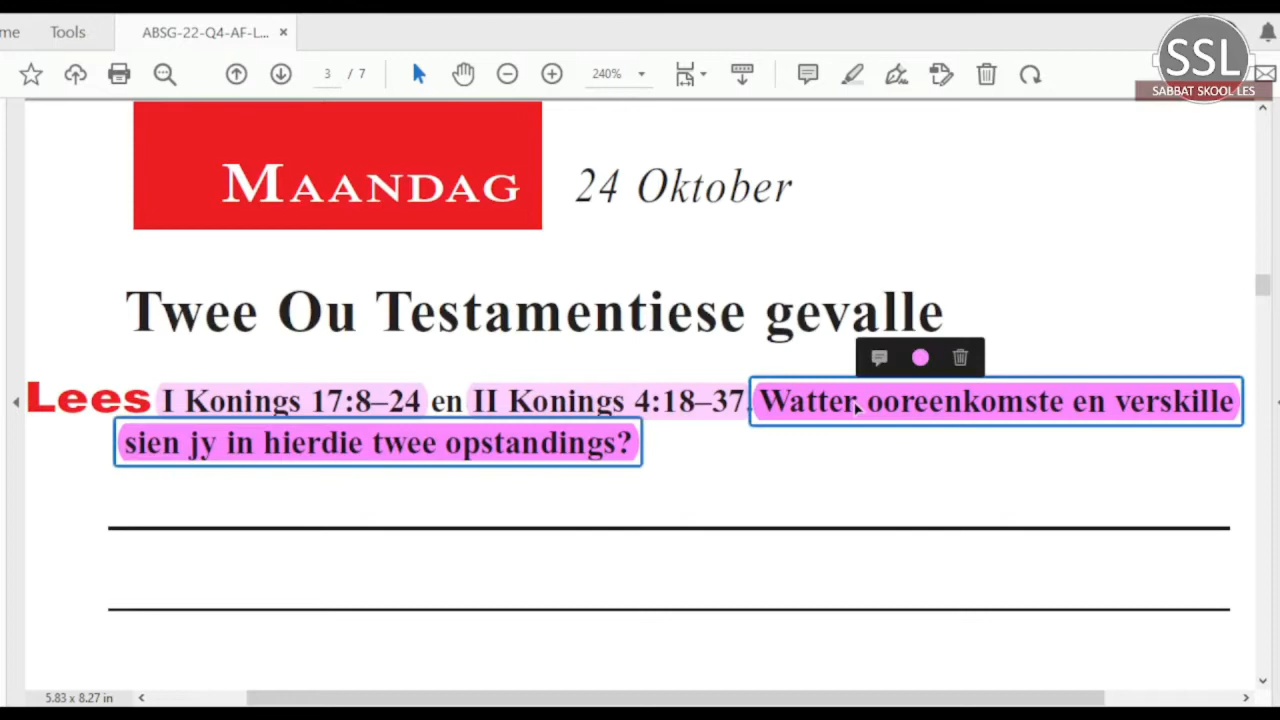 me Tools ABSG-22-Q4-AF-L... ×
SSL
SABBAT SKOOL LES
3 / 7 240%
MAANDAG 24 Oktober
Twee Ou Testamentiese gevalle
Lees I Konings 17:8–24 en II Konings 4:18–37. Watter ooreenkomste en verskille
sien jy in hierdie twee opstandings?
5.83 x 8.27 in